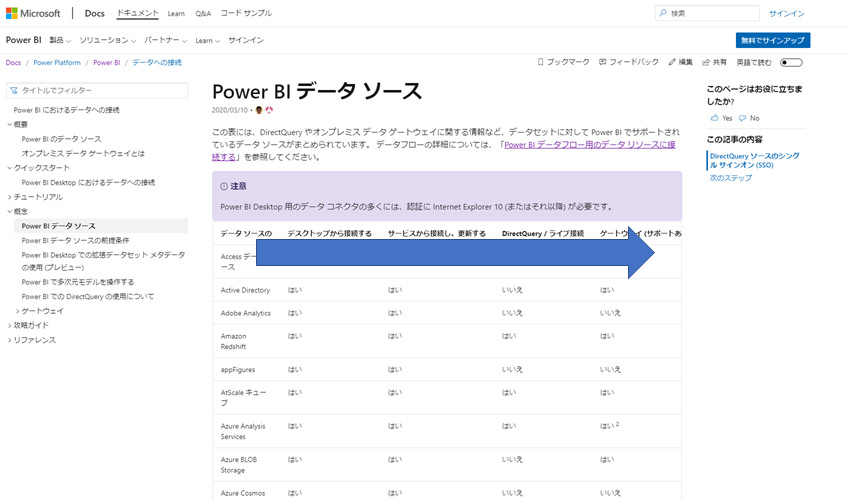 Microsoft | Docs ドキュメント Learn Q&A コード サンプル 検索 サインイン
Power BI 製品 ソリューション パートナー Learn サインイン 無料でサインアップ
Docs / Power Platform / Power BI / データへの接続
ブックマーク フィードバック 編集 共有 英語で読む
タイトルでフィルター
Power BI におけるデータへの接続
概要
Power BI のデータ ソース
オンプレミス データ ゲートウェイとは
クイックスタート
Power BI Desktop におけるデータへの接続
チュートリアル
概念
Power BI データ ソース
Power BI データ ソースの前提条件
Power BI Desktop での拡張データセット メタデータ
の使用 (プレビュー)
Power BI で多次元モデルを操作する
Power BI での DirectQuery の使用について
ゲートウェイ
攻略ガイド
リファレンス
Power BI データ ソース
2020/03/10 •
この表には、DirectQuery やオンプレミス データ ゲートウェイに関する情報など、データセットに対して Power BI でサポートされ
ているデータ ソースがまとめられています。 データフローの詳細については、「Power BI データフロー用のデータ リソースに接
続する」を参照してください。
注意
Power BI Desktop 用のデータ コネクタの多くには、認証に Internet Explorer 10 (またはそれ以降) が必要です。
データ ソースの デスクトップから接続する サービスから接続し、更新する DirectQuery / ライブ接続 ゲートウェイ (サポートあ
Access デー
ース
Active Directory はい はい いいえ はい
Adobe Analytics はい はい いいえ いいえ
Amazon はい はい はい はい
Redshift
appFigures はい はい いいえ いいえ
AtScale キュー はい はい はい はい
ブ
Azure Analysis はい はい はい はい 2
Services
Azure BLOB はい はい いいえ はい
Storage
Azure Cosmos はい はい いいえ いいえ
このページはお役に立ちま
したか?
Yes No
この記事の内容
DirectQuery ソースのシング
ル サインオン (SSO)
次のステップ